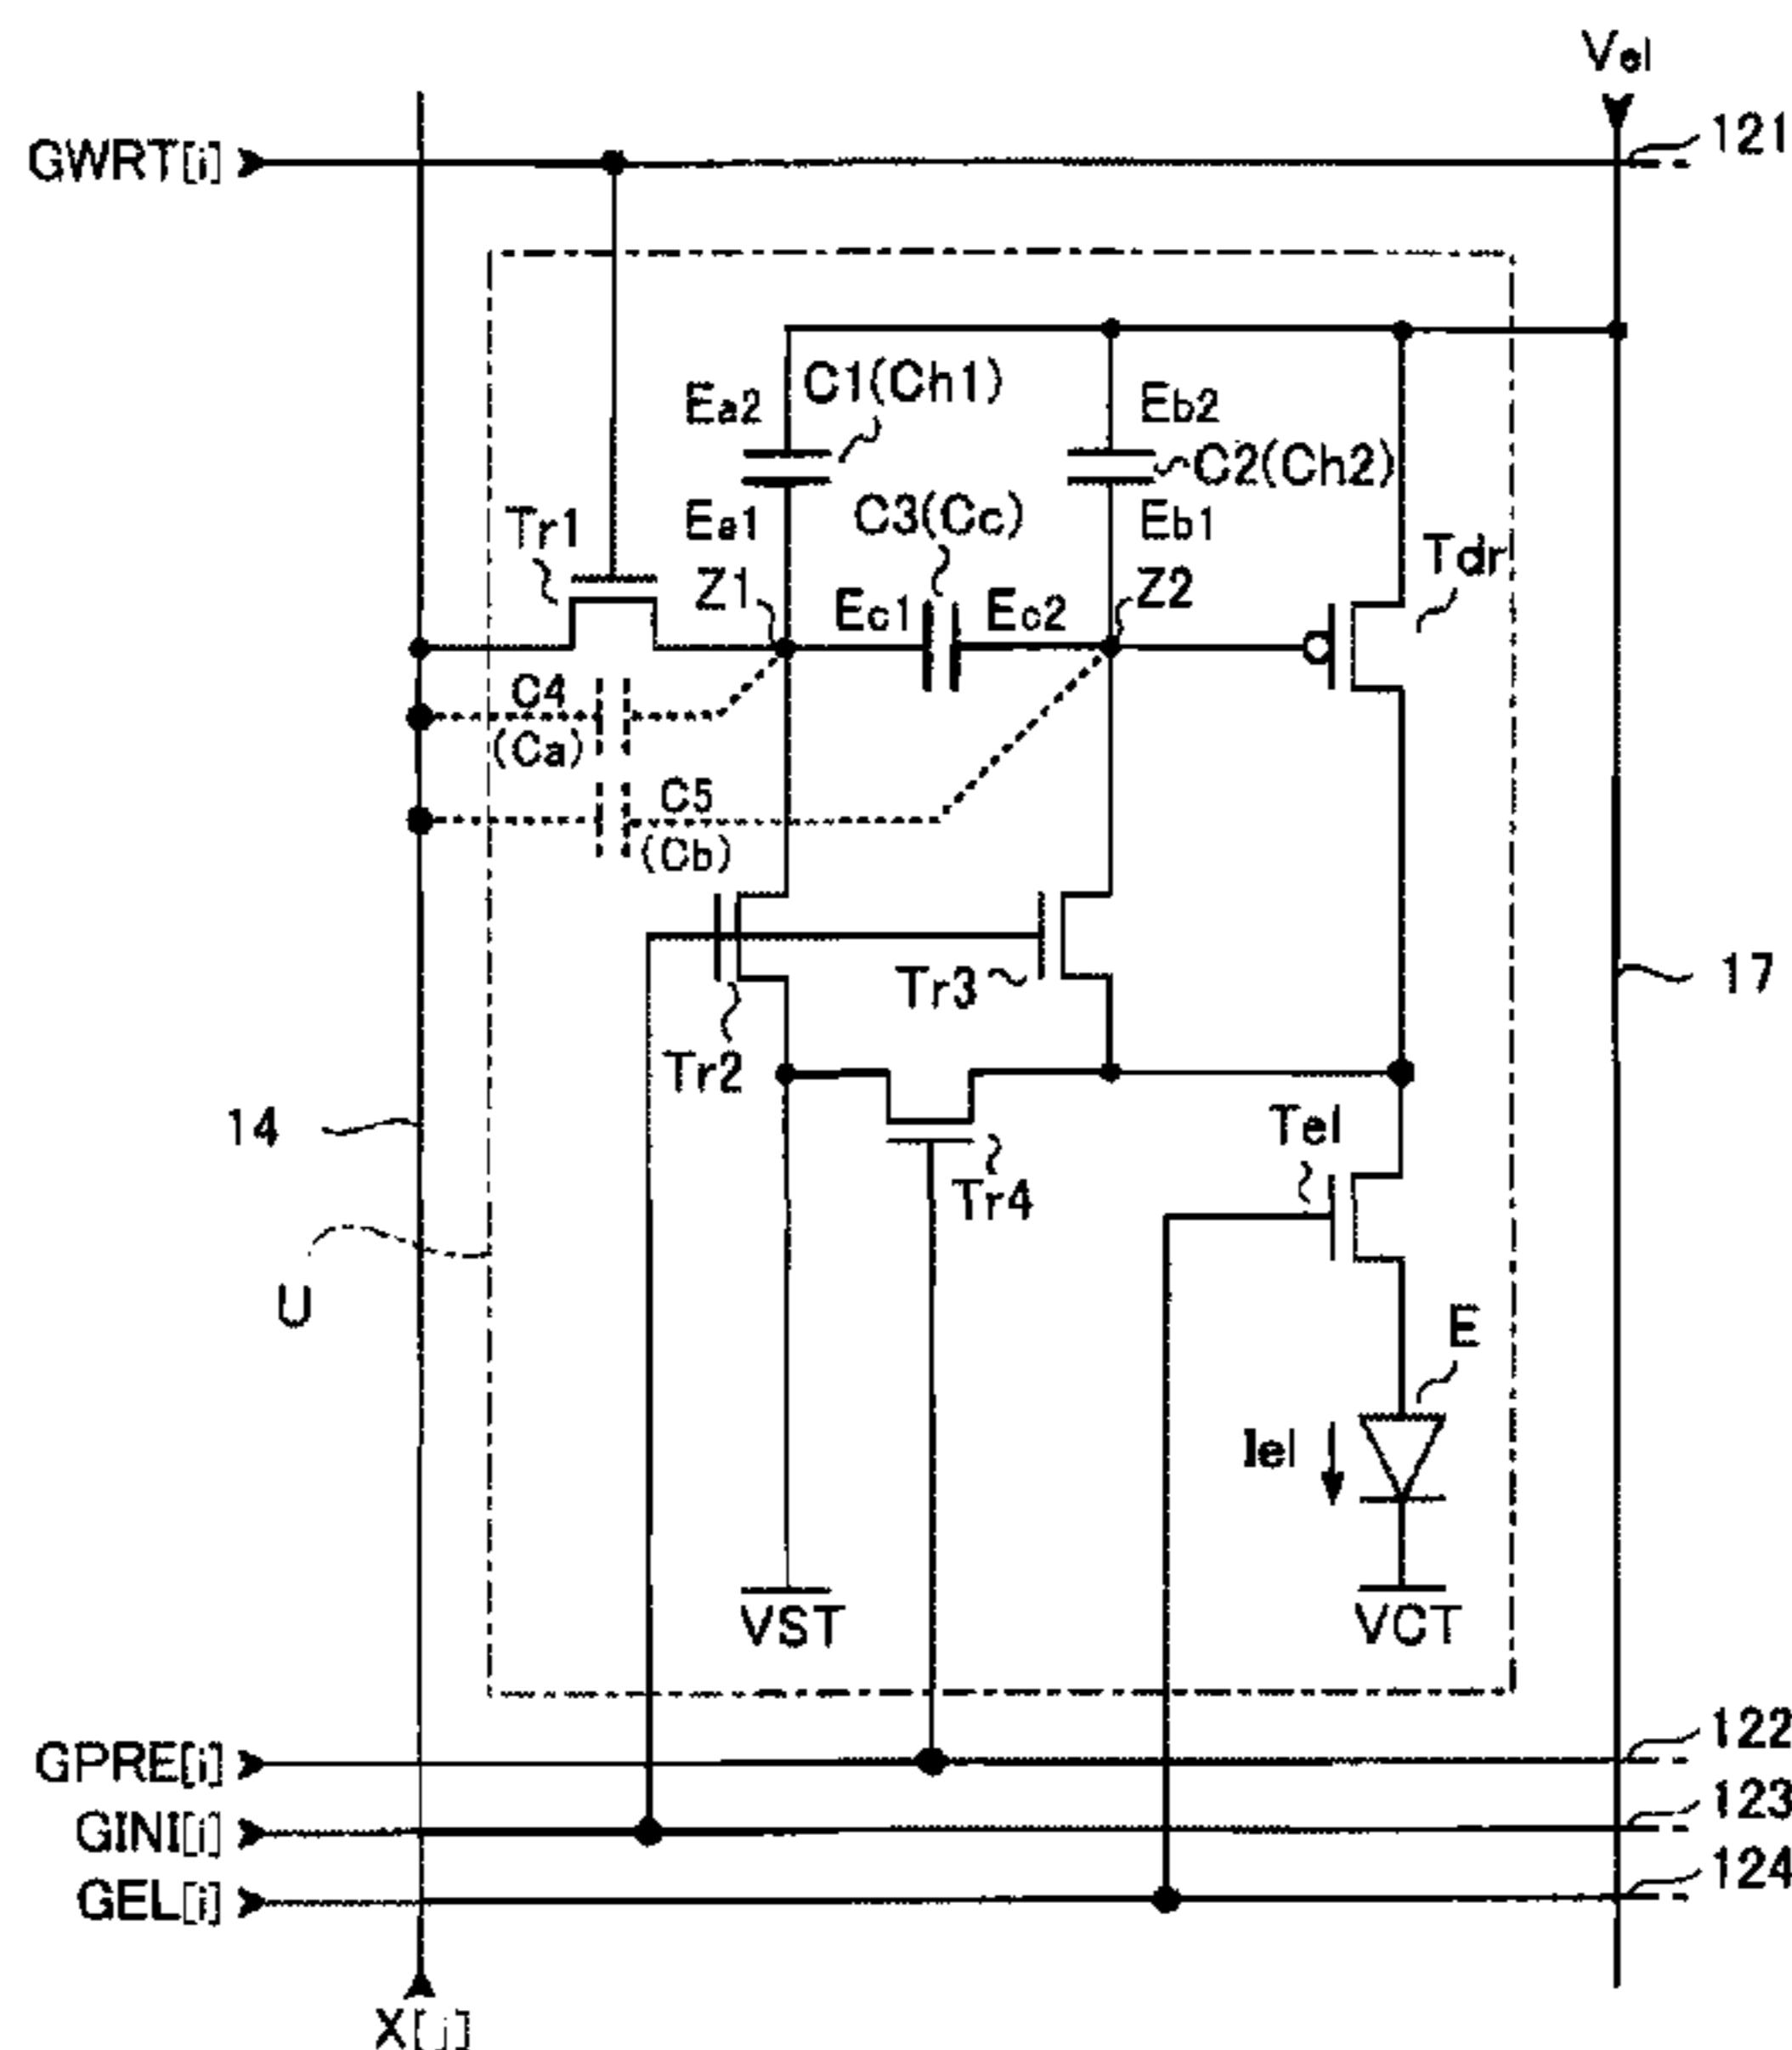 Vel
GWRT[i]
121
C1(Ch1)
Ea2
Eb2
C2(Ch2)
Tr1
Ea1
C3(Cc)
Eb1
Tdr
Z1
Z2
Ec1
Ec2
C4
(Ca)
C5
(Cb)
Tr3
17
Tr2
14
Tel
Tr4
U
E
Iel
VST
VCT
GPRE[i]
122
GINI[i]
123
GEL[i]
124
X[j]